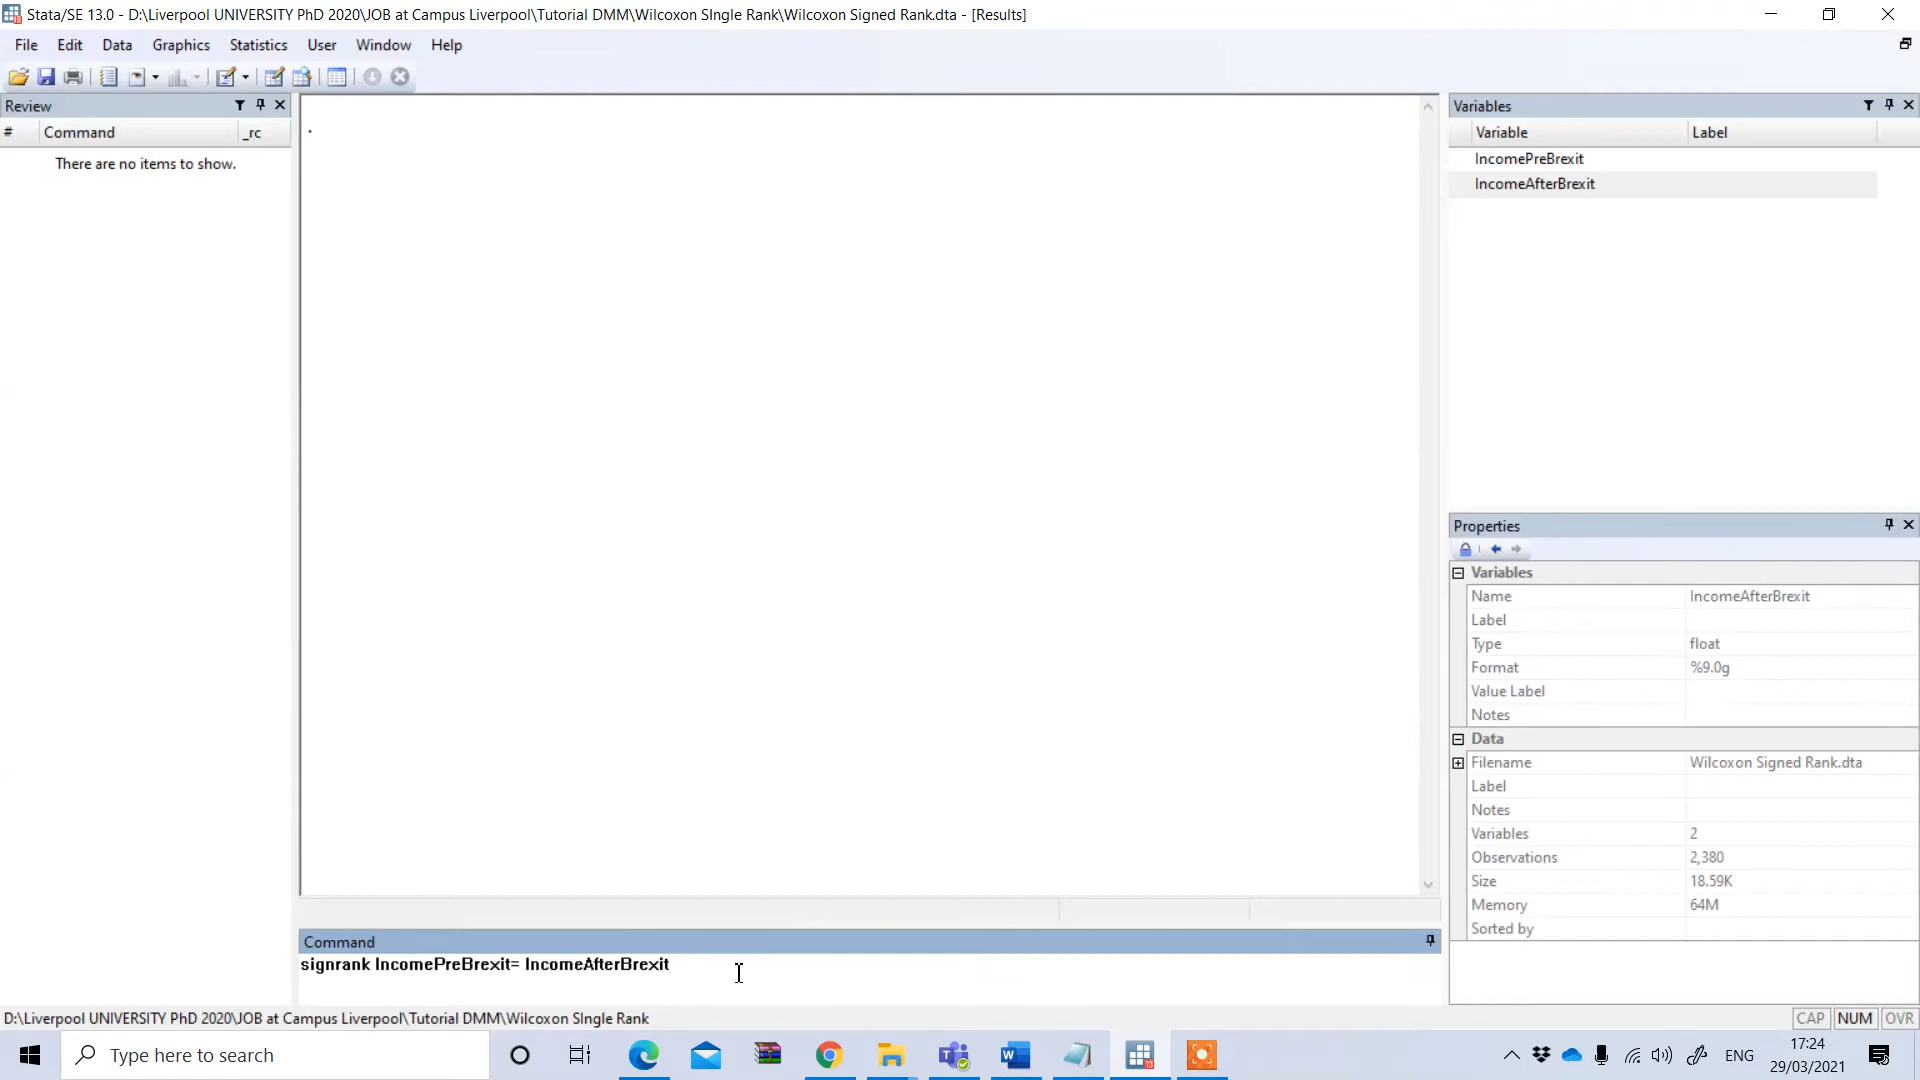 Stata/SE 13.0 - D:\Liverpool UNIVERSITY PhD 2020\JOB at Campus Liverpool\Tutorial DMM\Wilcoxon SIngle Rank\Wilcoxon Signed Rank.dta - [Results]
File Edit Data Graphics Statistics User Window Help
Review
# Command _rc
There are no items to show.
.
Variables
Variable Label
IncomePreBrexit
IncomeAfterBrexit
Properties
Variables
Name IncomeAfterBrexit
Label
Type float
Format %9.0g
Value Label
Notes
Data
Filename Wilcoxon Signed Rank.dta
Label
Notes
Variables 2
Observations 2,380
Size 18.59K
Memory 64M
Sorted by
Command
signrank IncomePreBrexit= IncomeAfterBrexit
D:\Liverpool UNIVERSITY PhD 2020\JOB at Campus Liverpool\Tutorial DMM\Wilcoxon SIngle Rank
CAP NUM OVR
Type here to search
ENG
17:24
29/03/2021